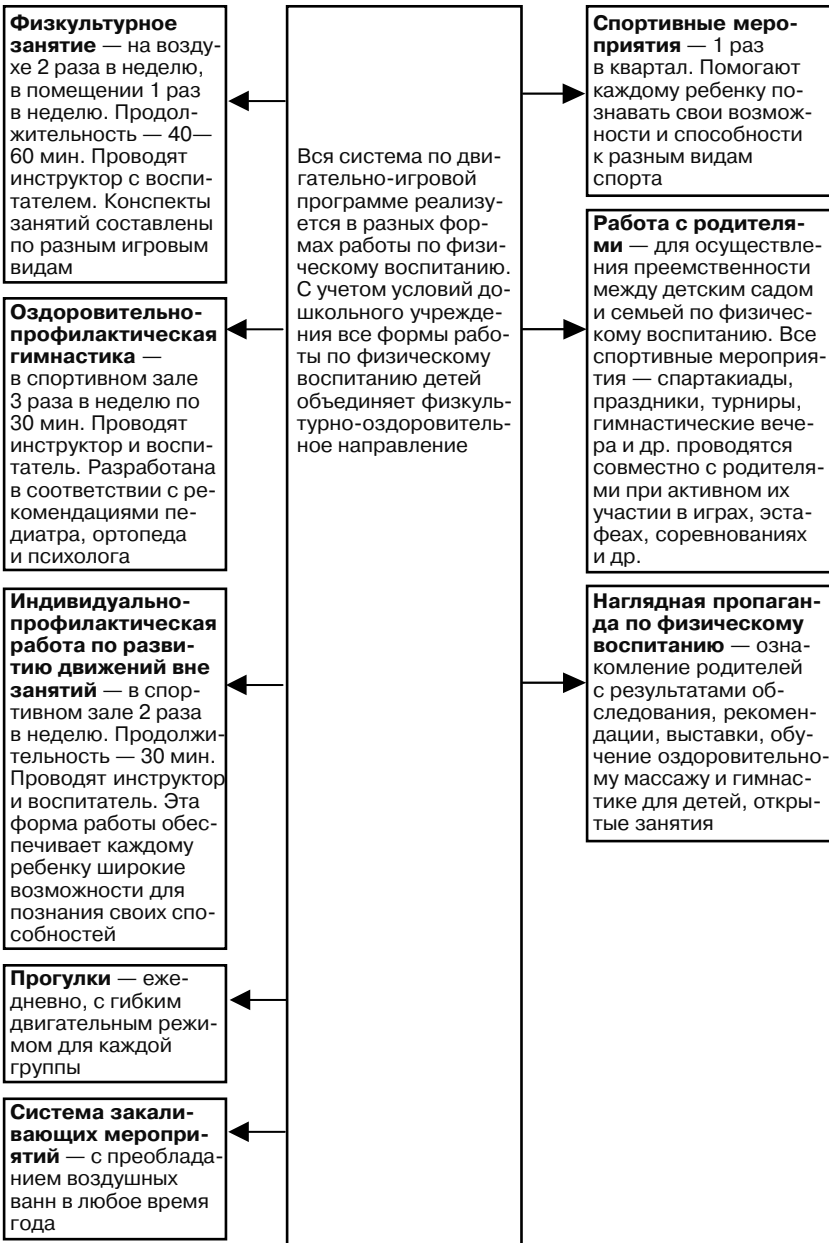 Физкультурное
занятие — на возду-
хе 2 раза в неделю,
в помещении 1 раз
в неделю. Продол-
жительность — 40—
60 мин. Проводят
инструктор с воспи-
тателем. Конспекты
занятий составлены
по разным игровым
видам
Оздоровительно-
профилактическая
гимнастика —
в спортивном зале
3 раза в неделю по
30 мин. Проводят
инструктор и воспи-
татель. Разработана
в соответствии с ре-
комендациями пе-
диатра, ортопеда
и психолога
Индивидуально-
профилактическая
работа по разви-
тию движений вне
занятий — в спор-
тивном зале 2 раза
в неделю. Продолжи-
тельность — 30 мин.
Проводят инструктор
и воспитатель. Эта
форма работы обес-
печивает каждому
ребенку широкие
возможности для
познания своих спо-
собностей
Прогулки — еже-
дневно, с гибким
двигательным режи-
мом для каждой
группы
Система закали-
вающих меропри-
ятий — с преоблада-
нием воздушных
ванн в любое время
года
Вся система по дви-
гательно-игровой
программе реализу-
ется в разных фор-
мах работы по физи-
ческому воспитанию.
С учетом условий до-
школьного учрежде-
ния все формы рабо-
ты по физическому
воспитанию детей
объединяет физкуль-
турно-оздоровитель-
ное направление
Спортивные меро-
приятия — 1 раз
в квартал. Помогают
каждому ребенку по-
знавать свои возмож-
ности и способности
к разным видам
спорта
Работа с родителя-
ми — для осуществле-
ния преемственности
между детским садом
и семьей по физичес-
кому воспитанию. Все
спортивные мероприя-
тия — спартакиады,
праздники, турниры,
гимнастические вече-
ра и др. проводятся
совместно с родителя-
ми при активном их
участии в играх, эста-
феах, соревнованиях
и др.
Наглядная пропаган-
да по физическому
воспитанию — озна-
комление родителей
с результатами об-
следования, рекомен-
дации, выставки, обу-
чение оздоровительно-
му массажу и гимнас-
тике для детей, откры-
тые занятия